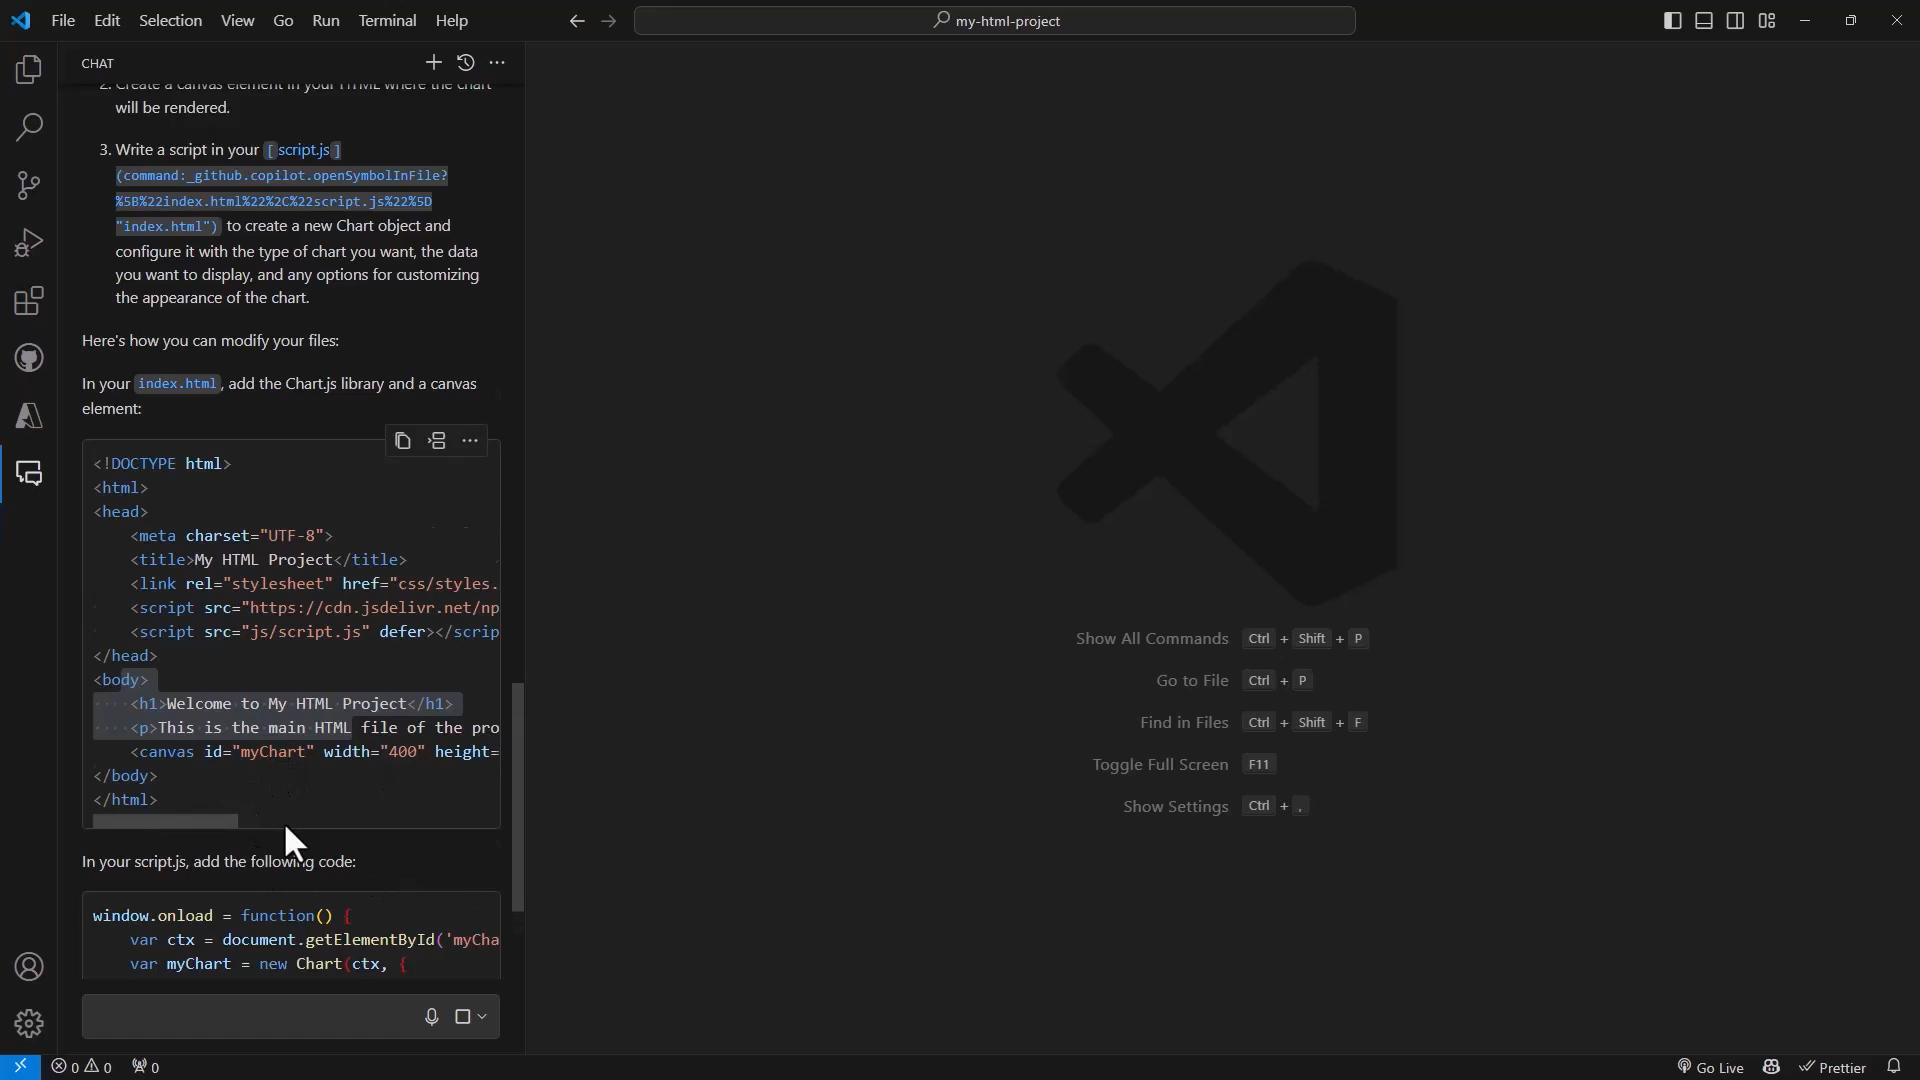 File Edit Selection View Go Run Terminal Help
my-html-project
CHAT
2. Create a canvas element in your HTML where the chart
will be rendered.
3. Write a script in your [script.js]
(command:_github.copilot.openSymbolInFile?
%5B%22index.html%22%2C%22script.js%22%5D
"index.html") to create a new Chart object and
configure it with the type of chart you want, the data
you want to display, and any options for customizing
the appearance of the chart.
Here's how you can modify your files:
In your index.html, add the Chart.js library and a canvas
element:
<!DOCTYPE html>
<html>
<head>
<meta charset="UTF-8">
<title>My HTML Project</title>
<link rel="stylesheet" href="css/styles.
<script src="https://cdn.jsdelivr.net/np
<script src="js/script.js" defer></scrip
</head>
<body>
<h1>Welcome to My HTML Project</h1>
<p>This is the main HTML file of the pro
<canvas id="myChart" width="400" height=
</body>
</html>
In your script.js, add the following code:
window.onload = function() {
var ctx = document.getElementById('myCha
var myChart = new Chart(ctx, {
Show All Commands Ctrl + Shift + P
Go to File Ctrl + P
Find in Files Ctrl + Shift + F
Toggle Full Screen F11
Show Settings Ctrl + ,
0 0 0
Go Live Prettier